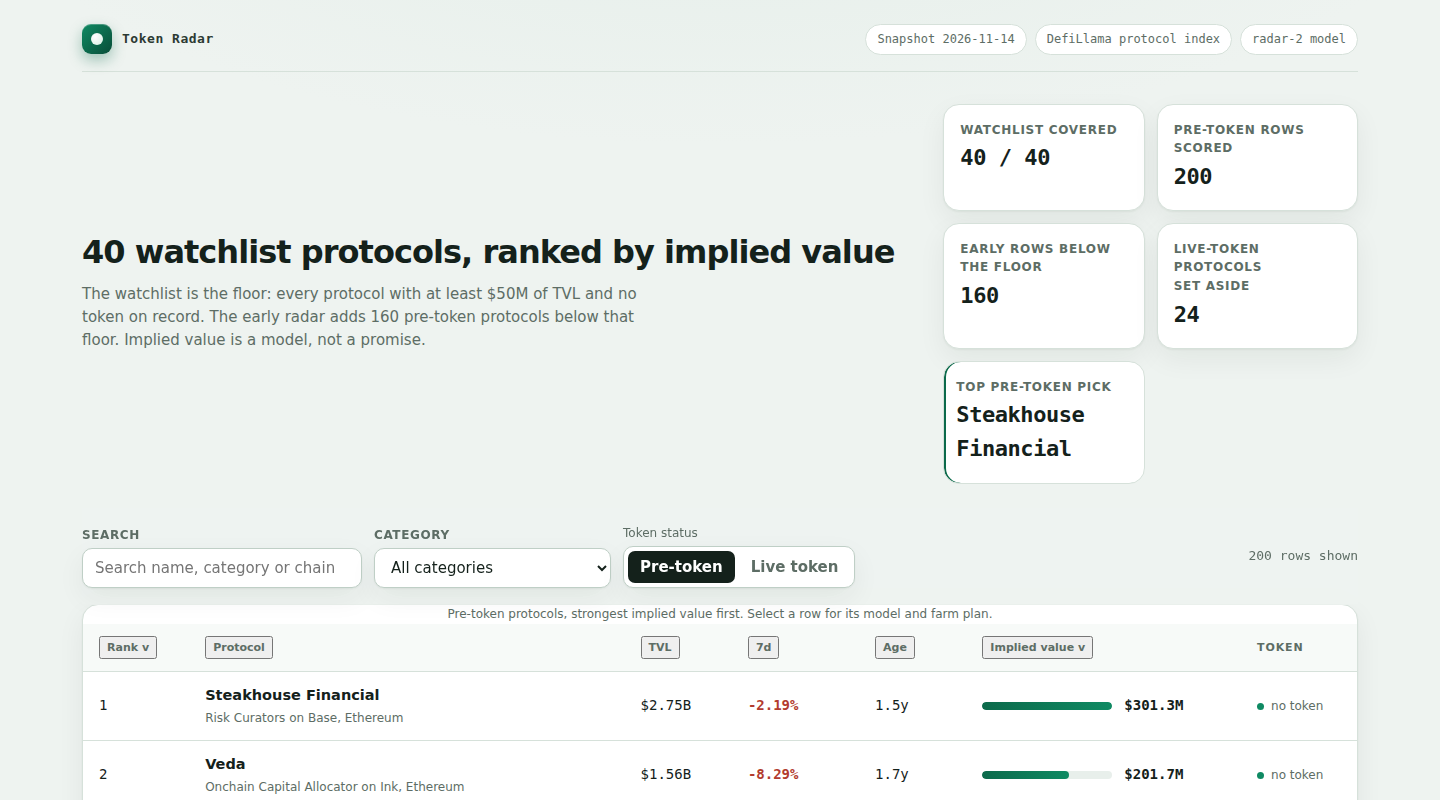 Token Radar
Snapshot 2026-11-14
DefiLlama protocol index
radar-2 model
40 watchlist protocols, ranked by implied value
The watchlist is the floor: every protocol with at least $50M of TVL and no
token on record. The early radar adds 160 pre-token protocols below that
floor. Implied value is a model, not a promise.
WATCHLIST COVERED
40 / 40
PRE-TOKEN ROWS
SCORED
200
EARLY ROWS BELOW
THE FLOOR
160
LIVE-TOKEN
PROTOCOLS
SET ASIDE
24
TOP PRE-TOKEN PICK
Steakhouse
Financial
SEARCH
Search name, category or chain
CATEGORY
All categories
Token status
Pre-token
Live token
200 rows shown
Pre-token protocols, strongest implied value first. Select a row for its model and farm plan.
Rank v
Protocol
TVL
7d
Age
Implied value v
TOKEN
1
Steakhouse Financial
Risk Curators on Base, Ethereum
$2.75B
-2.19%
1.5y
$301.3M
no token
2
Veda
Onchain Capital Allocator on Ink, Ethereum
$1.56B
-8.29%
1.7y
$201.7M
no token